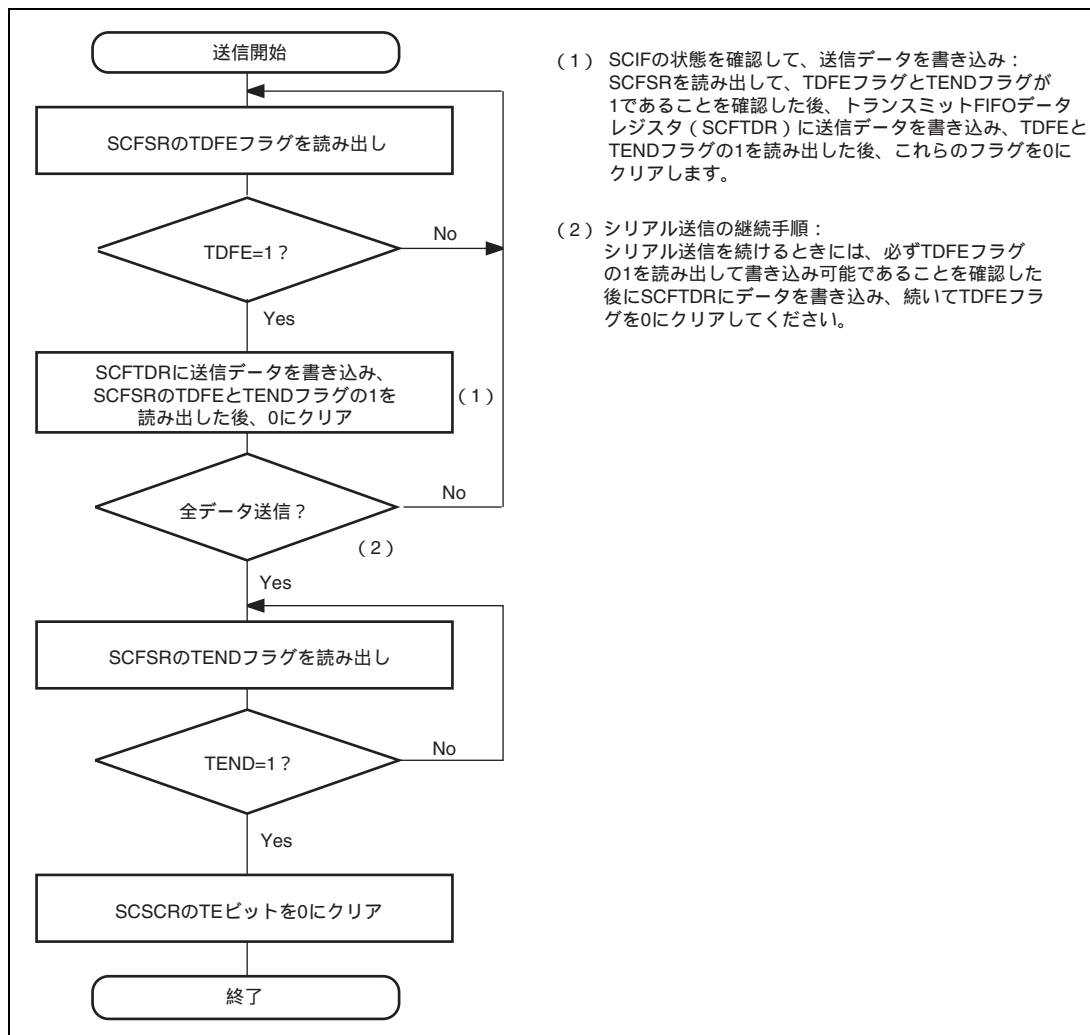 送信開始
SCFSRのTDFEフラグを読み出し
TDFE=1？
No
Yes
SCFTDRに送信データを書き込み、
SCFSRのTDFEとTENDフラグの1を
読み出した後、0にクリア
（1）
全データ送信？
No
（2）
Yes
SCFSRのTENDフラグを読み出し
TEND=1？
No
Yes
SCSCRのTEビットを0にクリア
終了
（1） SCIFの状態を確認して、送信データを書き込み：
SCFSRを読み出して、TDFEフラグとTENDフラグが
1であることを確認した後、トランスミットFIFOデータ
レジスタ（SCFTDR）に送信データを書き込み、TDFEと
TENDフラグの1を読み出した後、これらのフラグを0に
クリアします。
（2）シリアル送信の継続手順：
シリアル送信を続けるときには、必ずTDFEフラグ
の1を読み出して書き込み可能であることを確認した
後にSCFTDRにデータを書き込み、続いてTDFEフラ
グを0にクリアしてください。